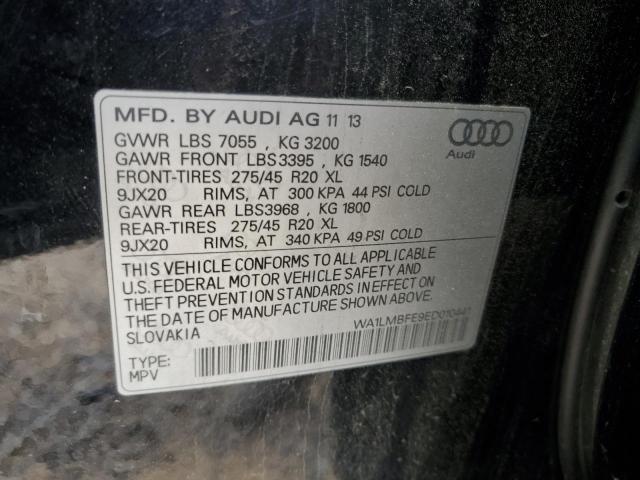 MFD. BY AUDI AG 11 13
GVWR LBS 7055 , KG 3200
GAWR FRONT LBS3395 , KG 1540
FRONT-TIRES 275/45 R20 XL
9JX20 RIMS, AT 300 KPA 44 PSI COLD
GAWR REAR LBS3968 , KG 1800
REAR-TIRES 275/45 R20 XL
9JX20 RIMS, AT 340 KPA 49 PSI COLD
Audi
THIS VEHICLE CONFORMS TO ALL APPLICABLE
U.S. FEDERAL MOTOR VEHICLE SAFETY AND
THEFT PREVENTION STANDARDS IN EFFECT ON
THE DATE OF MANUFACTURE SHOWN ABOVE.
SLOVAKIA
WA1LMBFE9ED010441
TYPE:
MPV